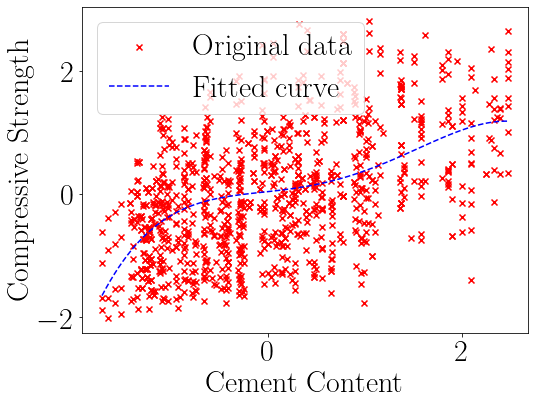 Original data
Fitted curve
Compressive Strength
2
0
−2
0
2
Cement Content